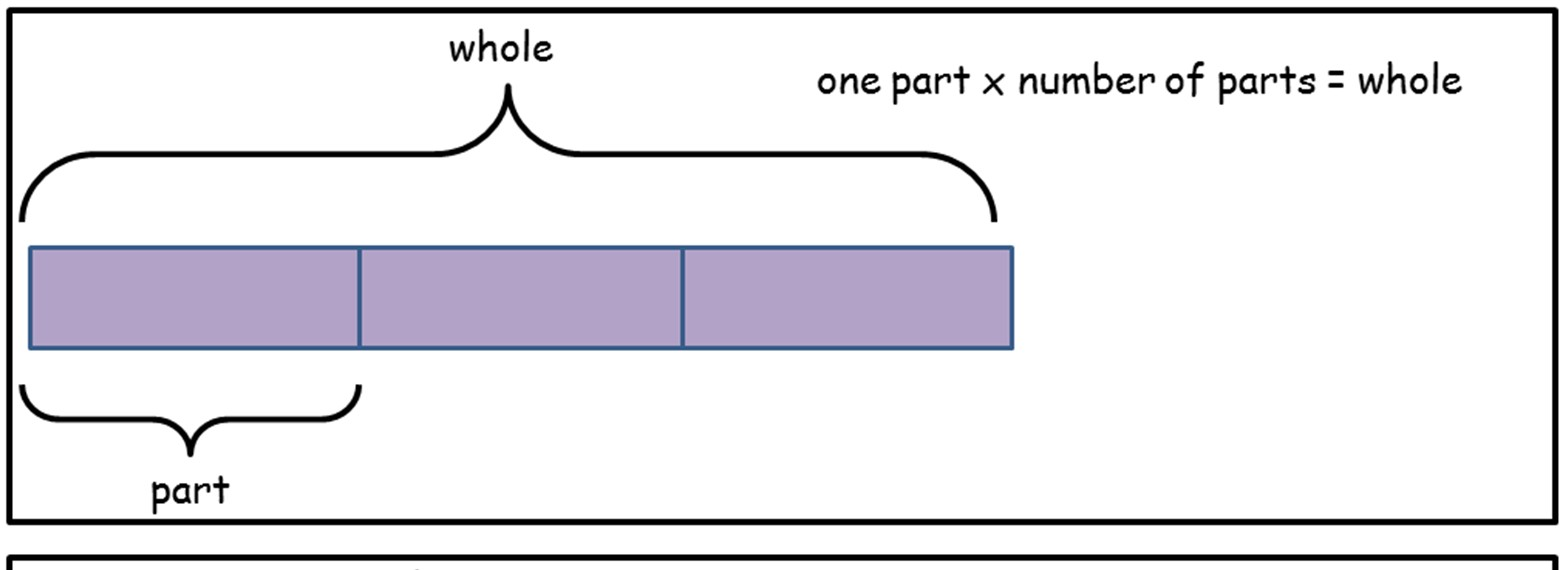 whole
one part x number of parts = whole
part